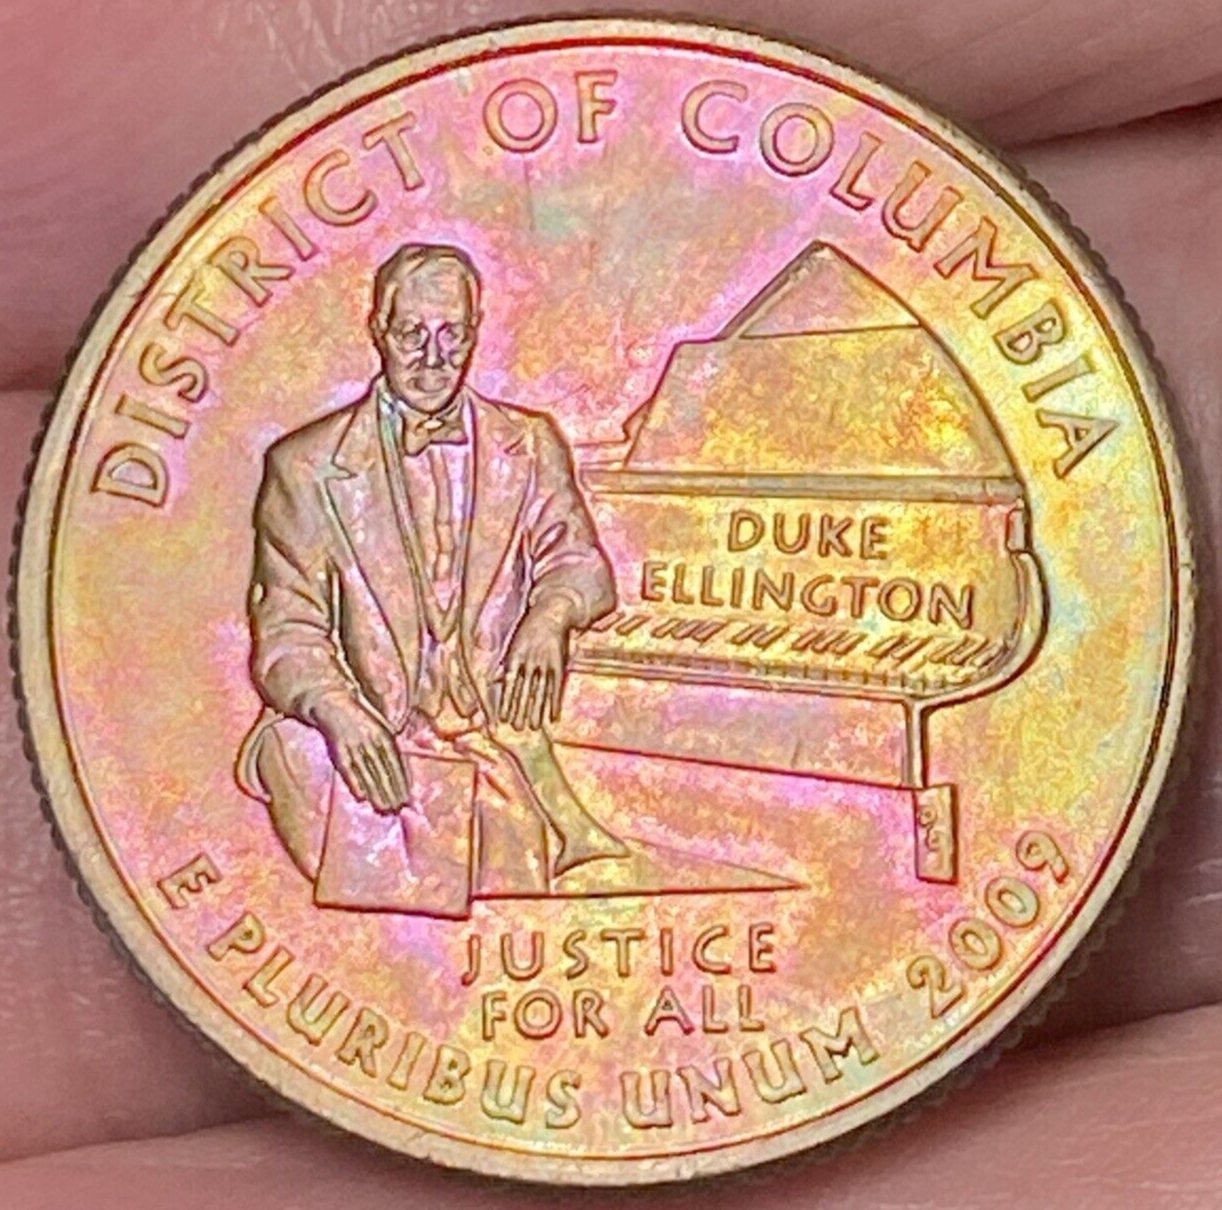 DISTRICT OF COLUMBIA
DUKE
ELLINGTON
JUSTICE
FOR ALL
E PLURIBUS UNUM 2009